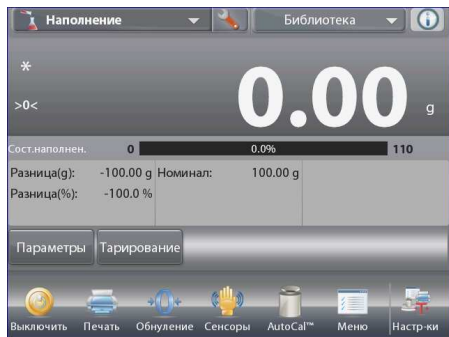 Наполнение Библиотека
*
>0<
0.00 g
Сост.наполнен. 0 0.0% 110
Разница(g): -100.00 g Номинал: 100.00 g
Разница(%): -100.0 %
Параметры Тарирование
Выключить Печать Обнуление Сенсоры AutoCal™ Меню Настр-ки